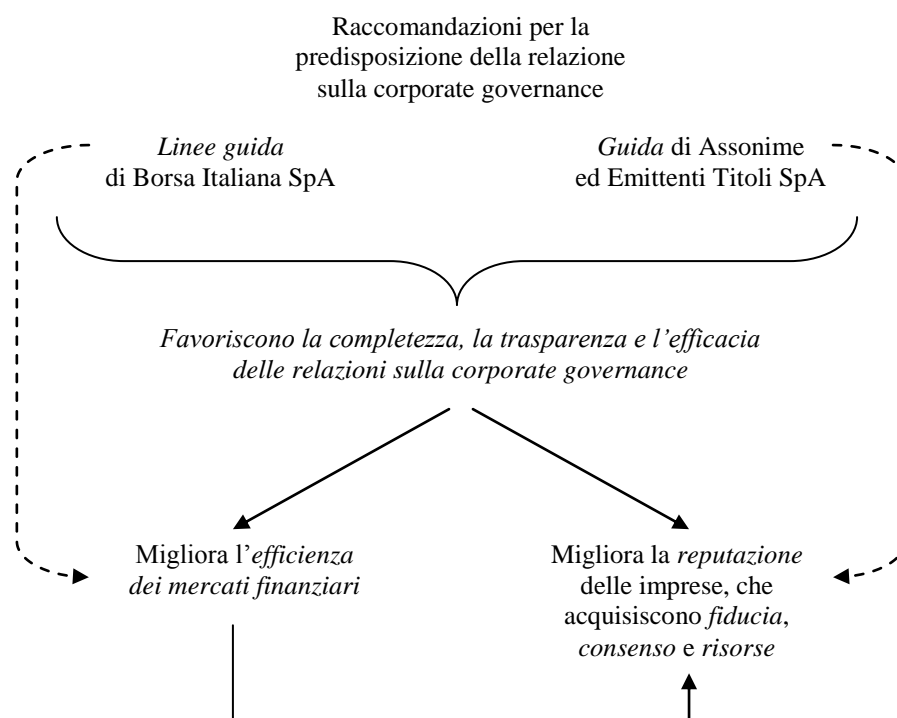 Raccomandazioni per la
predisposizione della relazione
sulla corporate governance
Linee guida
di Borsa Italiana SpA
Guida di Assonime
ed Emittenti Titoli SpA
Favoriscono la completezza, la trasparenza e l’efficacia
delle relazioni sulla corporate governance
Migliora l’efficienza
dei mercati finanziari
Migliora la reputazione
delle imprese, che
acquisiscono fiducia,
consenso e risorse